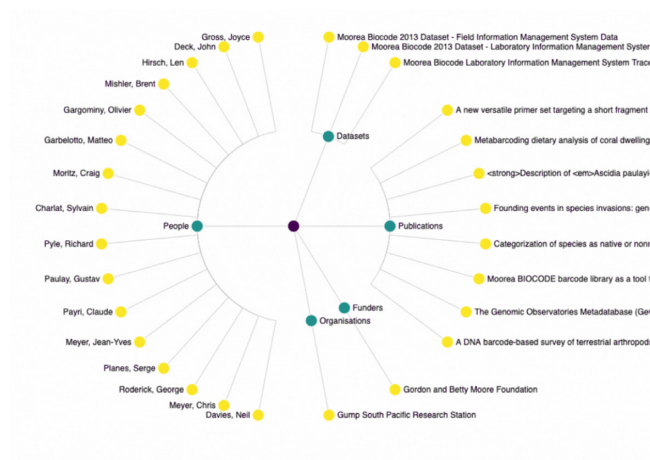 Gross, Joyce
Deck, John
Hirsch, Len
Mishler, Brent
Gargominy, Olivier
Garbelotto, Matteo
Moritz, Craig
Charlat, Sylvain
People
Pyle, Richard
Paulay, Gustav
Payri, Claude
Meyer, Jean-Yves
Planes, Serge
Roderick, George
Meyer, Chris
Davies, Neil
Moorea Biocode 2013 Dataset - Field Information Management System Data
Moorea Biocode 2013 Dataset - Laboratory Information Management System
Moorea Biocode Laboratory Information Management System Trace
Datasets
A new versatile primer set targeting a short fragment
Metabarcoding dietary analysis of coral dwelling
<strong>Description of <em>Ascidia paulayi
Founding events in species invasions: gen
Publications
Categorization of species as native or nonn
Moorea BIOCODE barcode library as a tool f
The Genomic Observatories Metadatabase (Ge
A DNA barcode-based survey of terrestrial arthropod
Funders
Organisations
Gordon and Betty Moore Foundation
Gump South Pacific Research Station